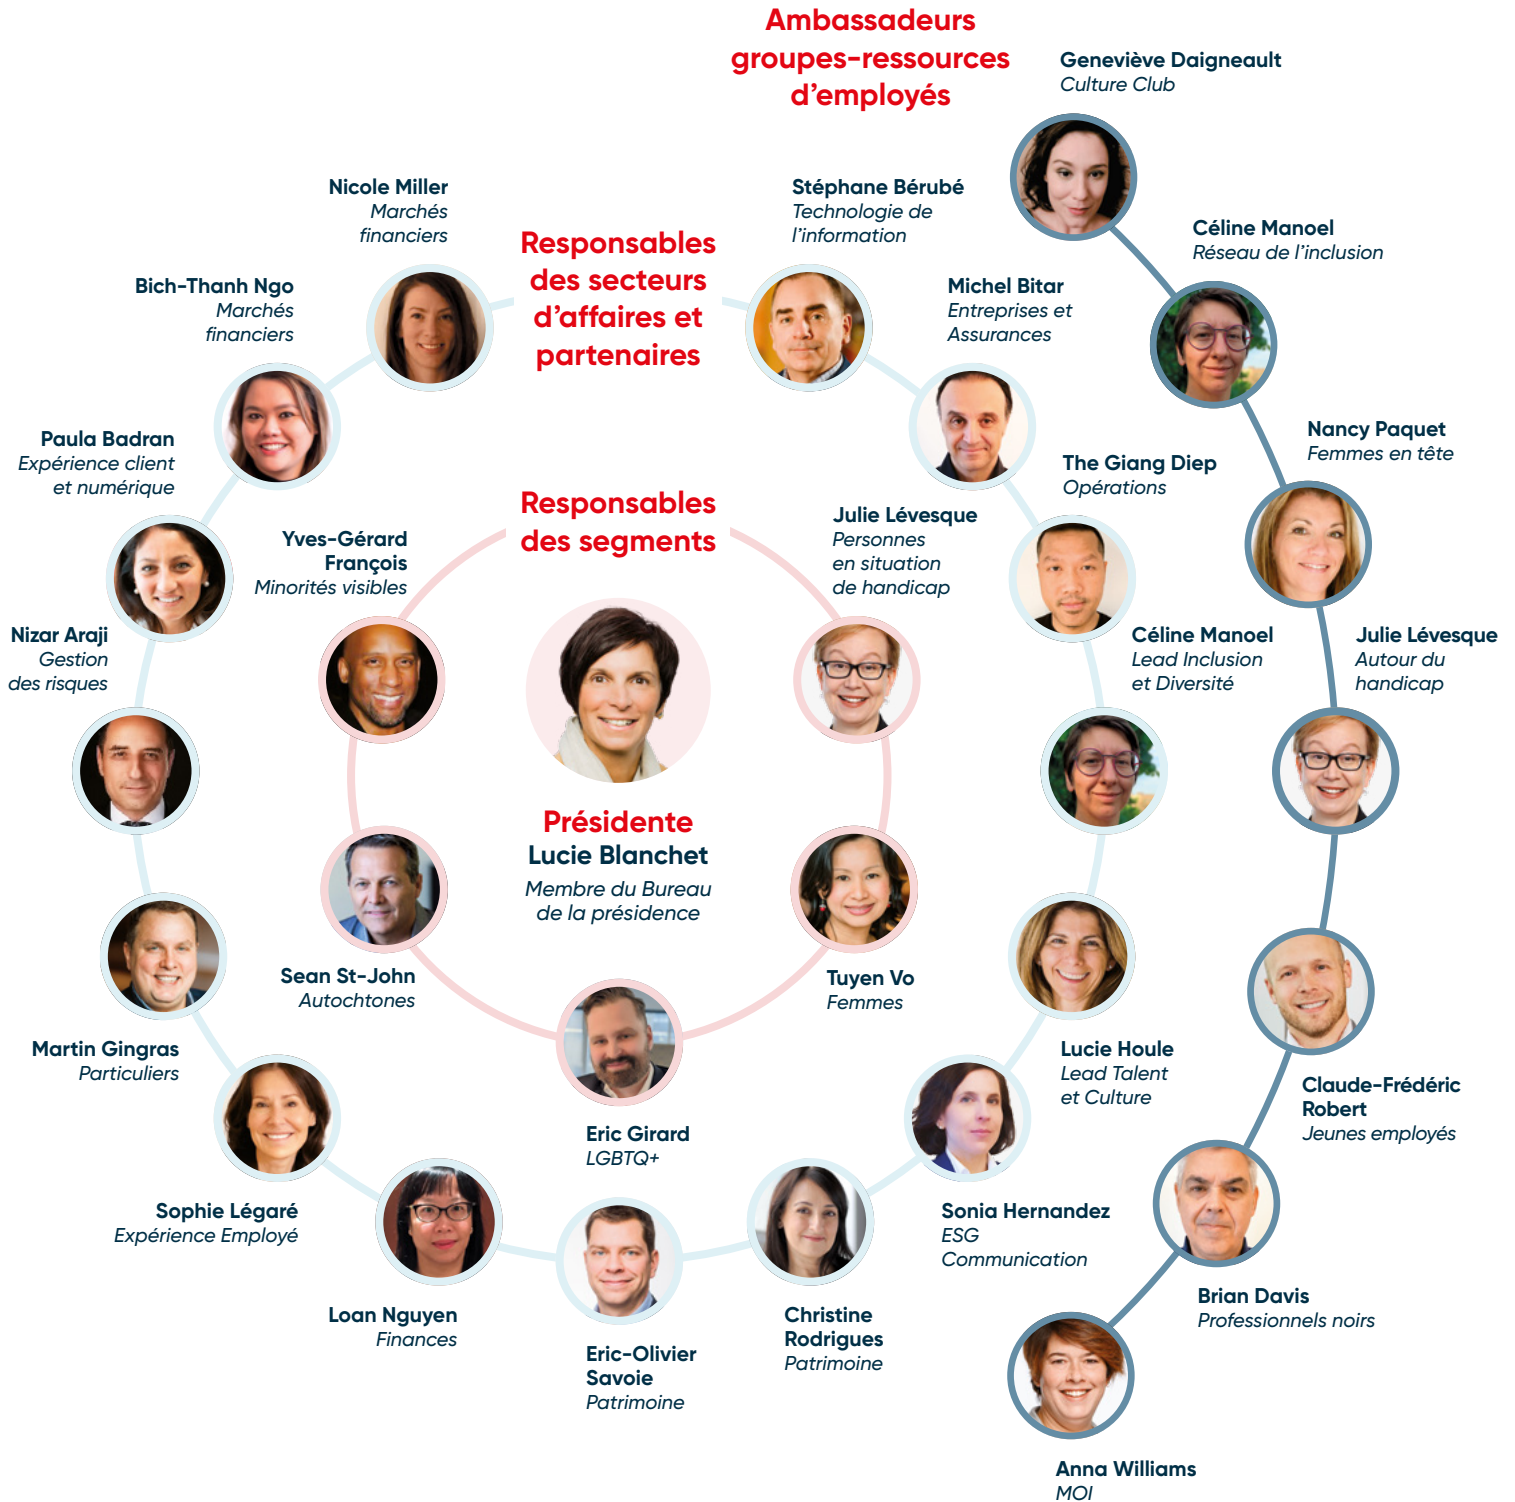 Ambassadeurs
groupes-ressources
d'employés
Geneviève Daigneault
Culture Club
Céline Manoel
Réseau de l'inclusion
Nancy Paquet
Femmes en tête
Julie Lévesque
Autour du
handicap
Claude-Frédéric
Robert
Jeunes employés
Brian Davis
Professionnels noirs
Anna Williams
MOI
Responsables
des secteurs
d'affaires et
partenaires
Stéphane Bérubé
Technologie de
l'information
Michel Bitar
Entreprises et
Assurances
The Giang Diep
Opérations
Céline Manoel
Lead Inclusion
et Diversité
Lucie Houle
Lead Talent
et Culture
Sonia Hernandez
ESG
Communication
Christine
Rodrigues
Patrimoine
Eric-Olivier
Savoie
Patrimoine
Loan Nguyen
Finances
Sophie Légaré
Expérience Employé
Martin Gingras
Particuliers
Nizar Araji
Gestion
des risques
Paula Badran
Expérience client
et numérique
Bich-Thanh Ngo
Marchés
financiers
Nicole Miller
Marchés
financiers
Responsables
des segments
Julie Lévesque
Personnes
en situation
de handicap
Tuyen Vo
Femmes
Eric Girard
LGBTQ+
Sean St-John
Autochtones
Yves-Gérard
François
Minorités visibles
Présidente
Lucie Blanchet
Membre du Bureau
de la présidence